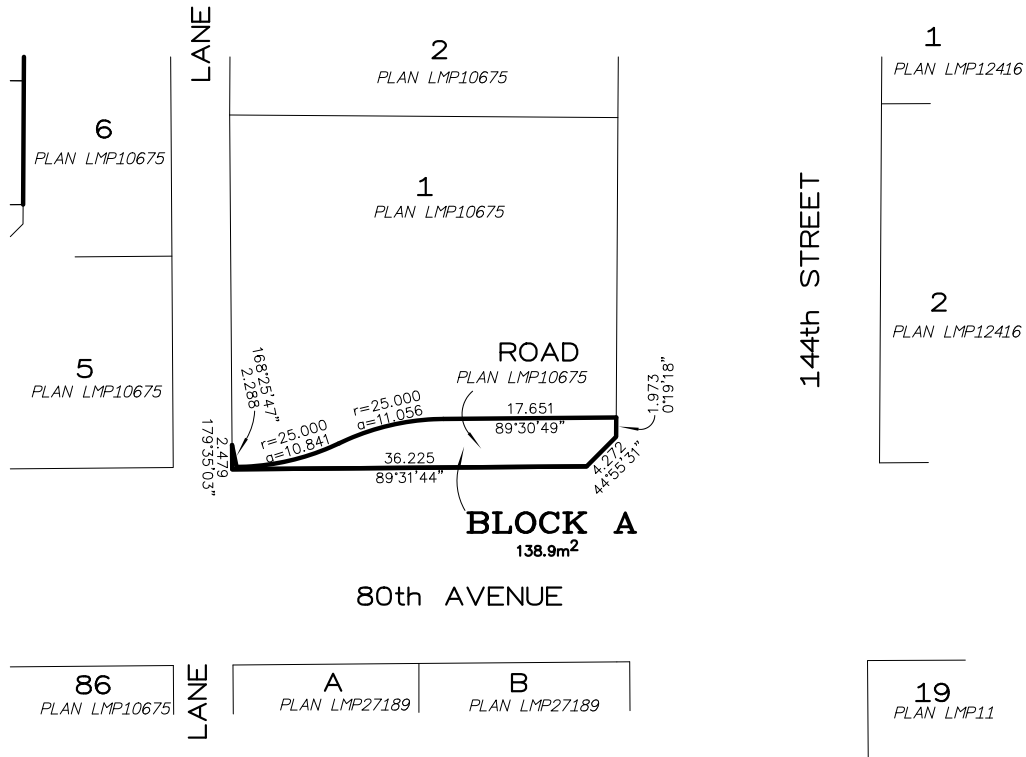 LANE
2
PLAN LMP10675
1
PLAN LMP12416
6
PLAN LMP10675
1
PLAN LMP10675
144th STREET
2
PLAN LMP12416
5
PLAN LMP10675
ROAD
PLAN LMP10675
168°25'47"
2.288
r=25.000
a=10.841
r=25.000
a=11.056
17.651
89°30'49"
1.973
0°19'18"
2.479
179°35'03"
36.225
89°31'44"
4.272
44°55'31"
BLOCK A
138.9m²
80th AVENUE
86
PLAN LMP10675
LANE
A
PLAN LMP27189
B
PLAN LMP27189
19
PLAN LMP11